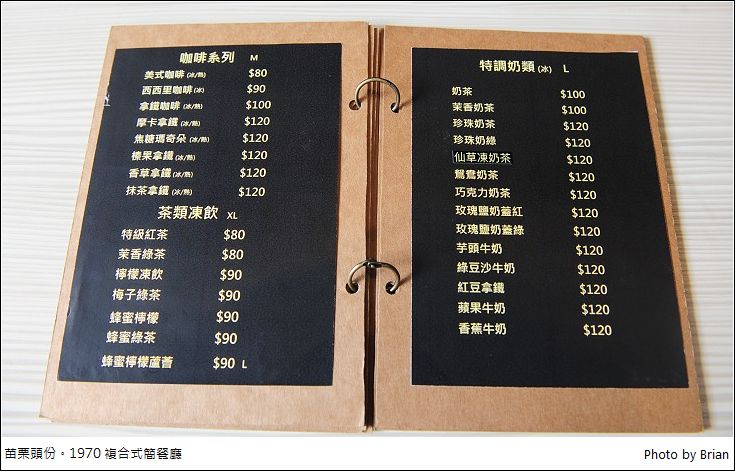 咖啡系列 M
美式咖啡 (冰/熱) $80
西西里咖啡 (冰) $90
拿鐵咖啡 (冰/熱) $100
摩卡拿鐵 (冰/熱) $120
焦糖瑪奇朵 (冰/熱) $120
榛果拿鐵 (冰/熱) $120
香草拿鐵 (冰/熱) $120
抹茶拿鐵 (冰/熱) $120
茶類凍飲 XL
特級紅茶 $80
茉香綠茶 $80
檸檬凍飲 $90
梅子綠茶 $90
蜂蜜檸檬 $90
蜂蜜綠茶 $90
蜂蜜檸檬蘆薈 $90 L
特調奶類 (冰) L
奶茶 $100
茉香奶茶 $100
珍珠奶茶 $120
珍珠奶綠 $120
仙草凍奶茶 $120
鴛鴦奶茶 $120
巧克力奶茶 $120
玫瑰鹽奶蓋紅 $120
玫瑰鹽奶蓋綠 $120
芋頭牛奶 $120
綠豆沙牛奶 $120
紅豆拿鐵 $120
蘋果牛奶 $120
香蕉牛奶 $120
苗栗頭份。1970 複合式簡餐廳
Photo by Brian